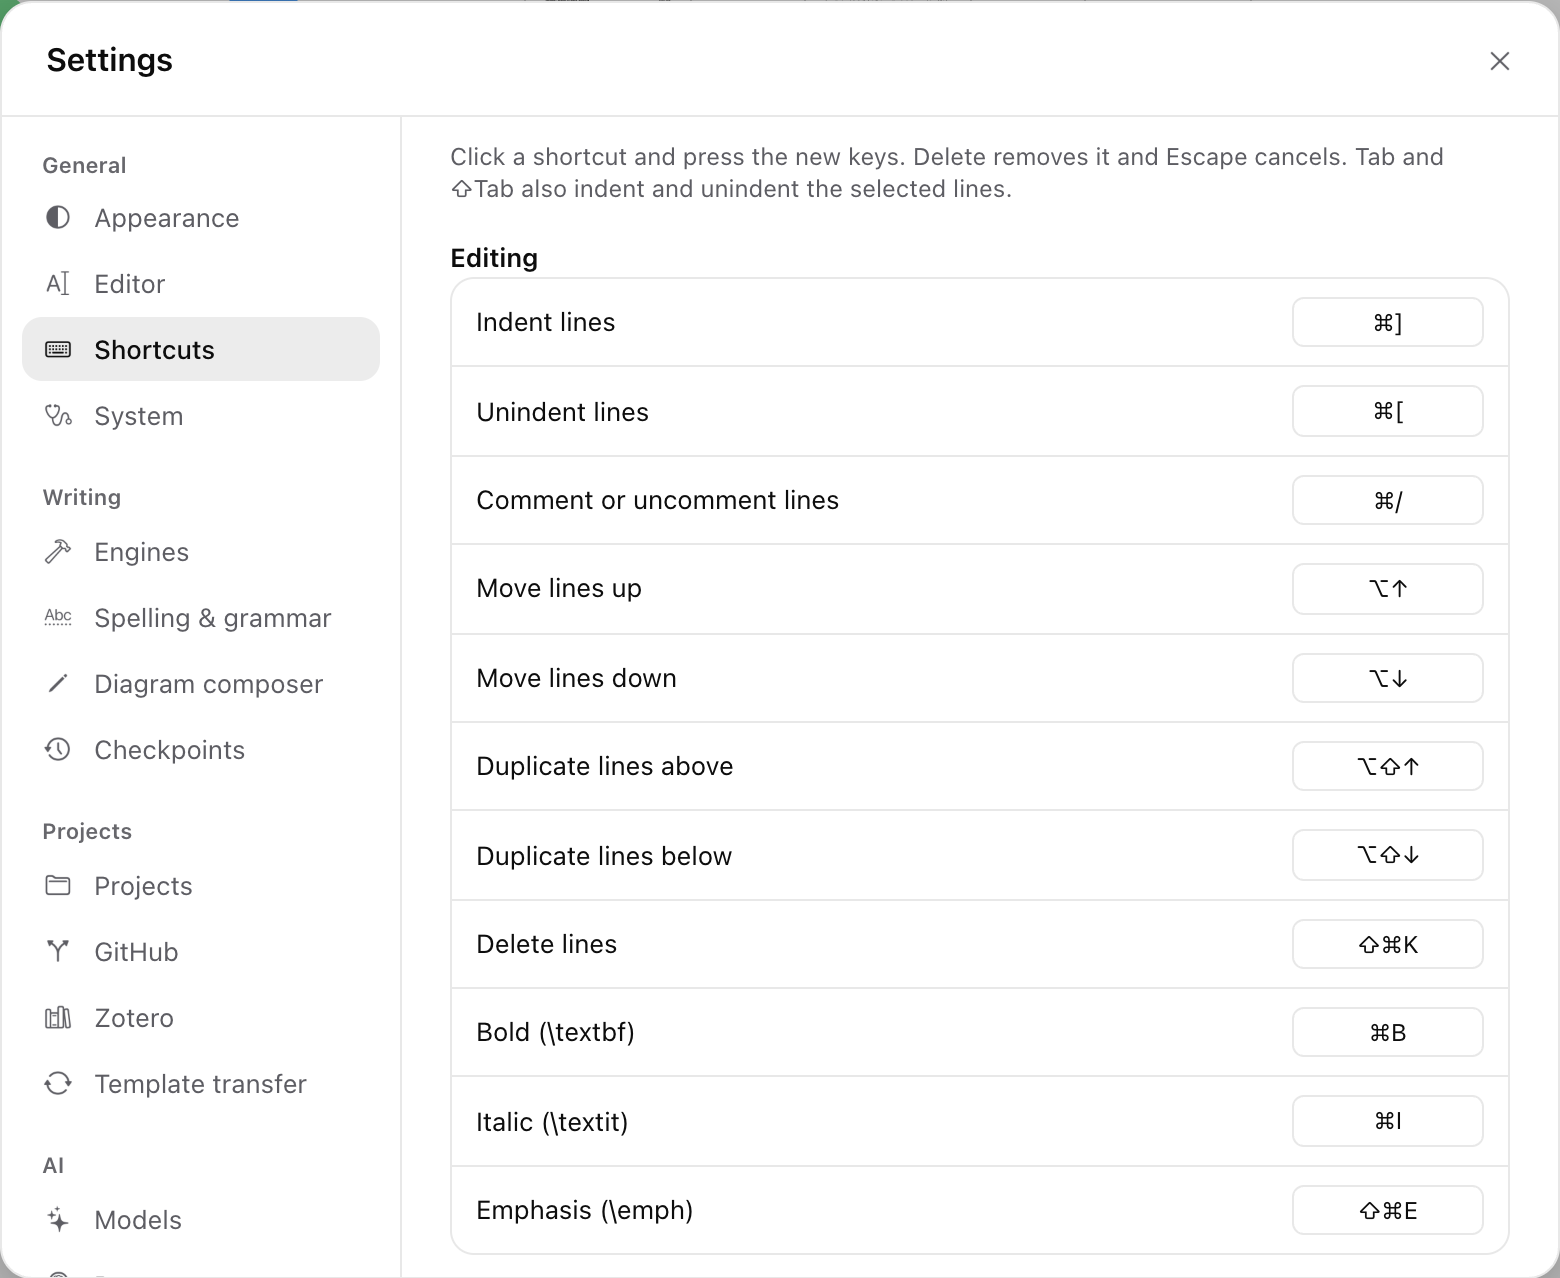 Settings
General
Appearance
Editor
Shortcuts
System
Writing
Engines
Abc
Spelling & grammar
Diagram composer
Checkpoints
Projects
Projects
GitHub
Zotero
Template transfer
AI
Models
Click a shortcut and press the new keys. Delete removes it and Escape cancels. Tab and
⇧Tab also indent and unindent the selected lines.
Editing
Indent lines ⌘]
Unindent lines ⌘[
Comment or uncomment lines ⌘/
Move lines up ⌥↑
Move lines down ⌥↓
Duplicate lines above ⌥⇧↑
Duplicate lines below ⌥⇧↓
Delete lines ⇧⌘K
Bold (\textbf) ⌘B
Italic (\textit) ⌘I
Emphasis (\emph) ⇧⌘E